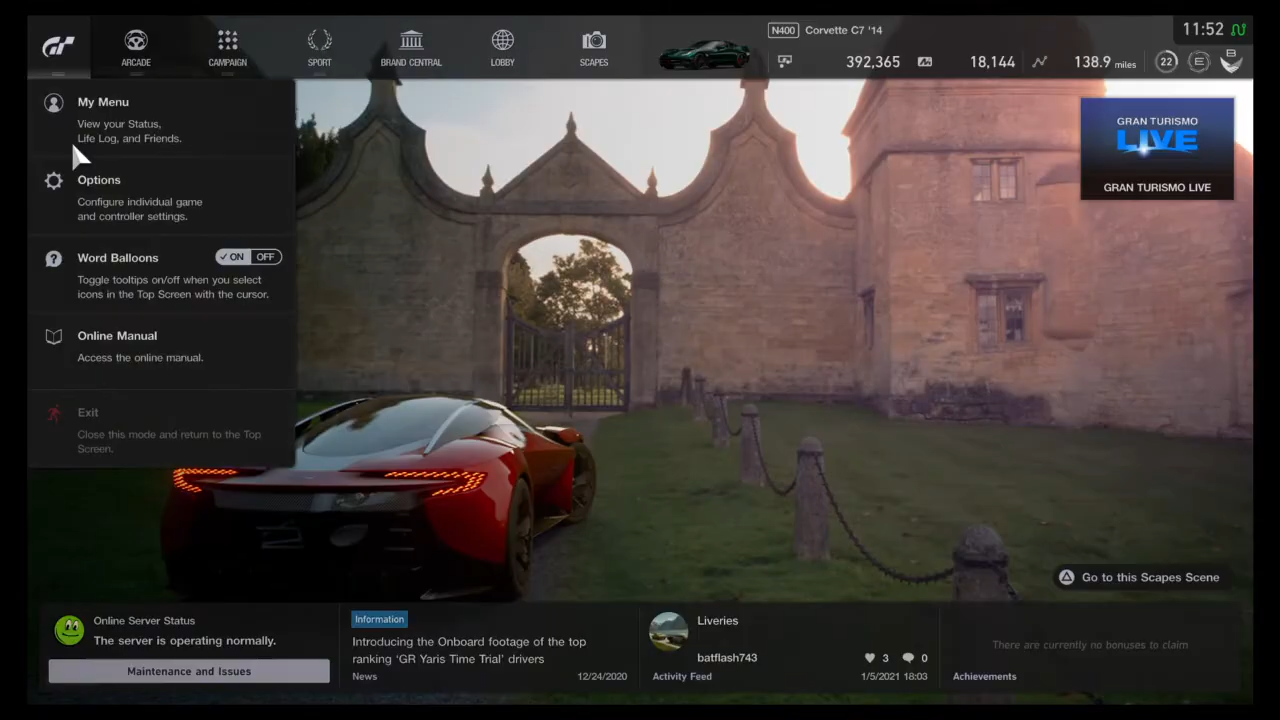 N400 Corvette C7 '14
11:52
ARCADE
CAMPAIGN
SPORT
BRAND CENTRAL
LOBBY
SCAPES
392,365
18,144
138.9 miles
22
E
B
My Menu
View your Status,
Life Log, and Friends.
Options
Configure individual game
and controller settings.
Word Balloons
ON OFF
Toggle tooltips on/off when you select
icons in the Top Screen with the cursor.
Online Manual
Access the online manual.
Exit
Close this mode and return to the Top
Screen.
GRAN TURISMO
LIVE
GRAN TURISMO LIVE
Go to this Scapes Scene
Online Server Status
The server is operating normally.
Maintenance and Issues
Information
Introducing the Onboard footage of the top
ranking ‘GR Yaris Time Trial’ drivers
News 12/24/2020
Liveries
batflash743
3 0
Activity Feed 1/5/2021 18:03
There are currently no bonuses to claim
Achievements